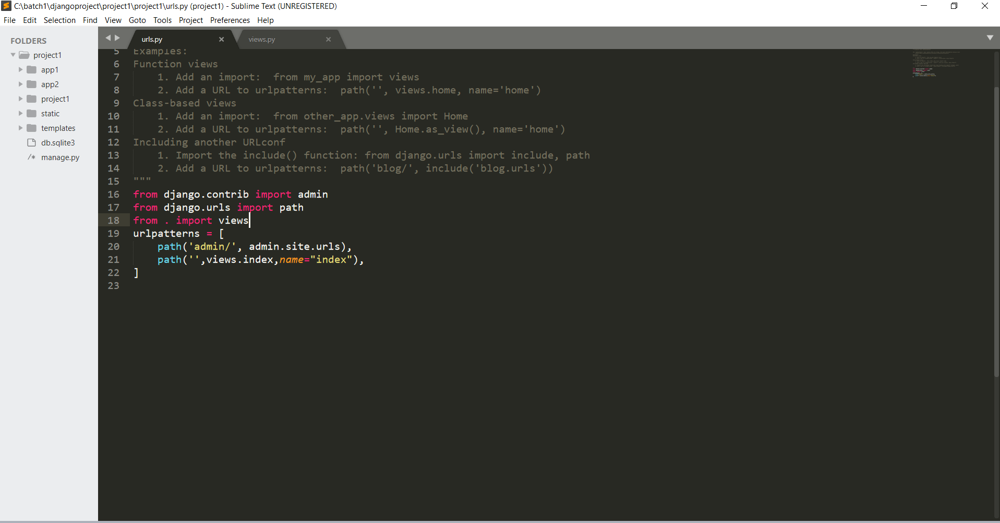 C:\batch1\djangoproject\project1\project1\urls.py (project1) - Sublime Text (UNREGISTERED)
File Edit Selection Find View Goto Tools Project Preferences Help
FOLDERS
project1
app1
app2
project1
static
templates
db.sqlite3
/* manage.py
urls.py × views.py ×
5 Examples:
6 Function views
7     1. Add an import:  from my_app import views
8     2. Add a URL to urlpatterns:  path('', views.home, name='home')
9 Class-based views
10     1. Add an import:  from other_app.views import Home
11     2. Add a URL to urlpatterns:  path('', Home.as_view(), name='home')
12 Including another URLconf
13     1. Import the include() function: from django.urls import include, path
14     2. Add a URL to urlpatterns:  path('blog/', include('blog.urls'))
15 """
16 from django.contrib import admin
17 from django.urls import path
18 from . import views
19 urlpatterns = [
20     path('admin/', admin.site.urls),
21     path('',views.index,name="index"),
22 ]
23